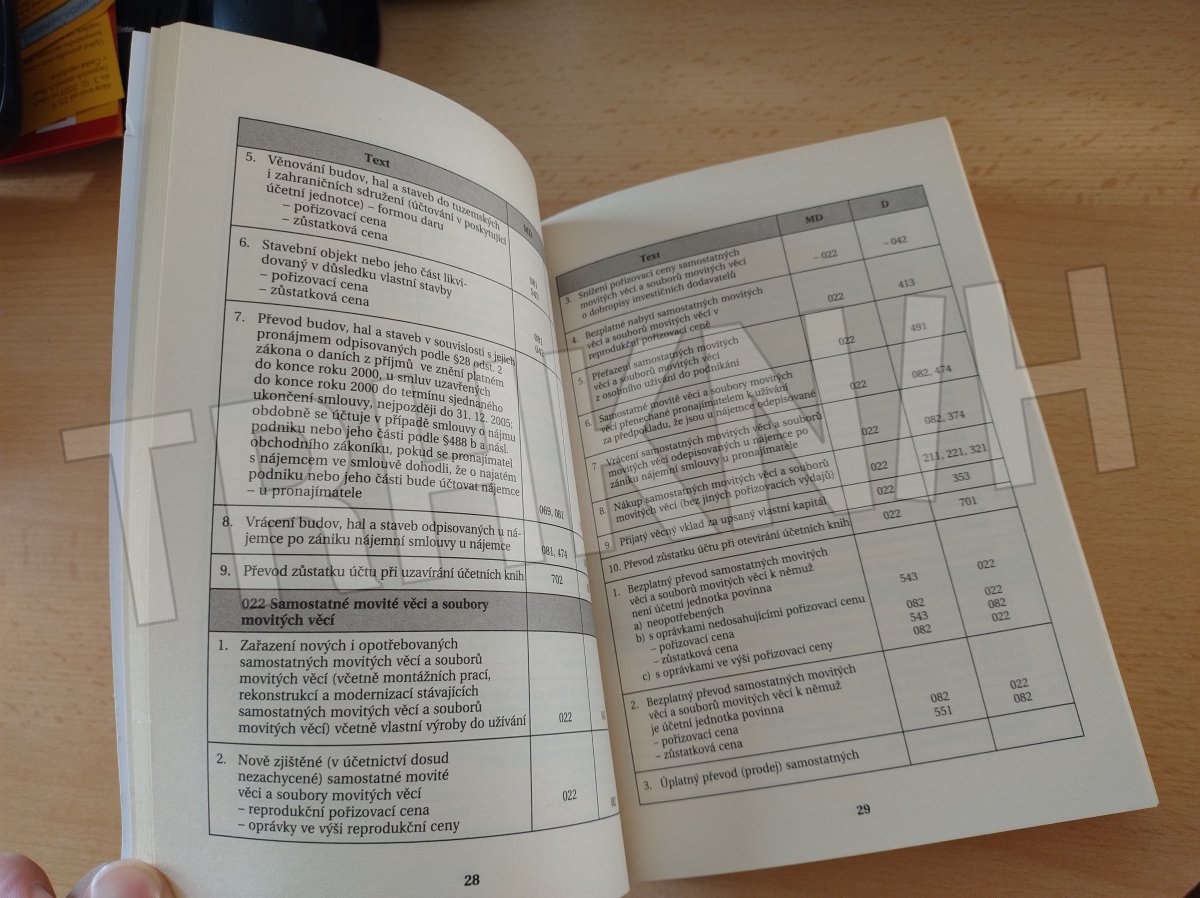 Text
MD
5. Věnování budov, hal a staveb do tuzemských
i zahraničních sdružení (účtování v poskytující
účetní jednotce) – formou daru
– pořizovací cena
– zůstatková cena
081
543
6. Stavební objekt nebo jeho část likvi-
dovaný v důsledku vlastní stavby
– pořizovací cena
– zůstatková cena
081
042
7. Převod budov, hal a staveb v souvislosti s jejich
pronájmem odpisovaných podle §28 odst. 2
zákona o daních z příjmů ve znění platném
do konce roku 2000, u smluv uzavřených
do konce roku 2000 do termínu sjednaného
ukončení smlouvy, nejpozději do 31. 12. 2005;
obdobně se účtuje v případě smlouvy o nájmu
podniku nebo jeho části podle §488 b a násl.
obchodního zákoníku, pokud se pronajímatel
s nájemcem ve smlouvě dohodli, že o najatém
podniku nebo jeho části bude účtovat nájemce
– u pronajímatele
069, 081
8. Vrácení budov, hal a staveb odpisovaných u ná-
jemce po zániku nájemní smlouvy u nájemce 081, 474
9. Převod zůstatku účtu při uzavírání účetních knih 702
022 Samostatné movité věci a soubory
movitých věcí
1. Zařazení nových i opotřebovaných
samostatných movitých věcí a souborů
movitých věcí (včetně montážních prací,
rekonstrukcí a modernizací stávajících
samostatných movitých věcí a souborů
movitých věcí) včetně vlastní výroby do užívání 022
2. Nově zjištěné (v účetnictví dosud
nezachycené) samostatné movité
věci a soubory movitých věcí
– reprodukční pořizovací cena 022
– oprávky ve výši reprodukční ceny
28
Text MD D
3. Snížení pořizovací ceny samostatných
movitých věcí a souborů movitých věcí
o dobropisy investičních dodavatelů – 022 – 042
4. Bezplatné nabytí samostatných movitých
věcí a souborů movitých věcí v
reprodukční pořizovací ceně 022 413
5. Přeřazení samostatných movitých
věcí a souborů movitých věcí
z osobního užívání do podnikání 022 491
6. Samostatné movité věci a soubory movitých
věcí přenechané pronajímatelem k užívání
za předpokladu, že jsou u nájemce odepisované 022 082, 474
7. Vrácení samostatných movitých věcí a souborů
movitých věcí odepisovaných u nájemce po
zániku nájemní smlouvy u pronajímatele 022 082, 374
8. Nákup samostatných movitých věcí a souborů
movitých věcí (bez jiných pořizovacích výdajů) 022 211, 221, 321
9. Přijatý věcný vklad za upsaný vlastní kapitál 022 353
10. Převod zůstatku účtu při otevírání účetních knih 022 701
1. Bezplatný převod samostatných movitých
věcí a souborů movitých věcí k němuž
není účetní jednotka povinna
a) neopotřebených 543 022
b) s oprávkami nedosahujícími pořizovací cenu
– pořizovací cena 082 022
– zůstatková cena 543 082
c) s oprávkami ve výši pořizovací ceny 082 022
2. Bezplatný převod samostatných movitých
věcí a souborů movitých věcí k němuž
je účetní jednotka povinna
– pořizovací cena 082 022
– zůstatková cena 551 082
3. Úplatný převod (prodej) samostatných
29
TRHKNIH